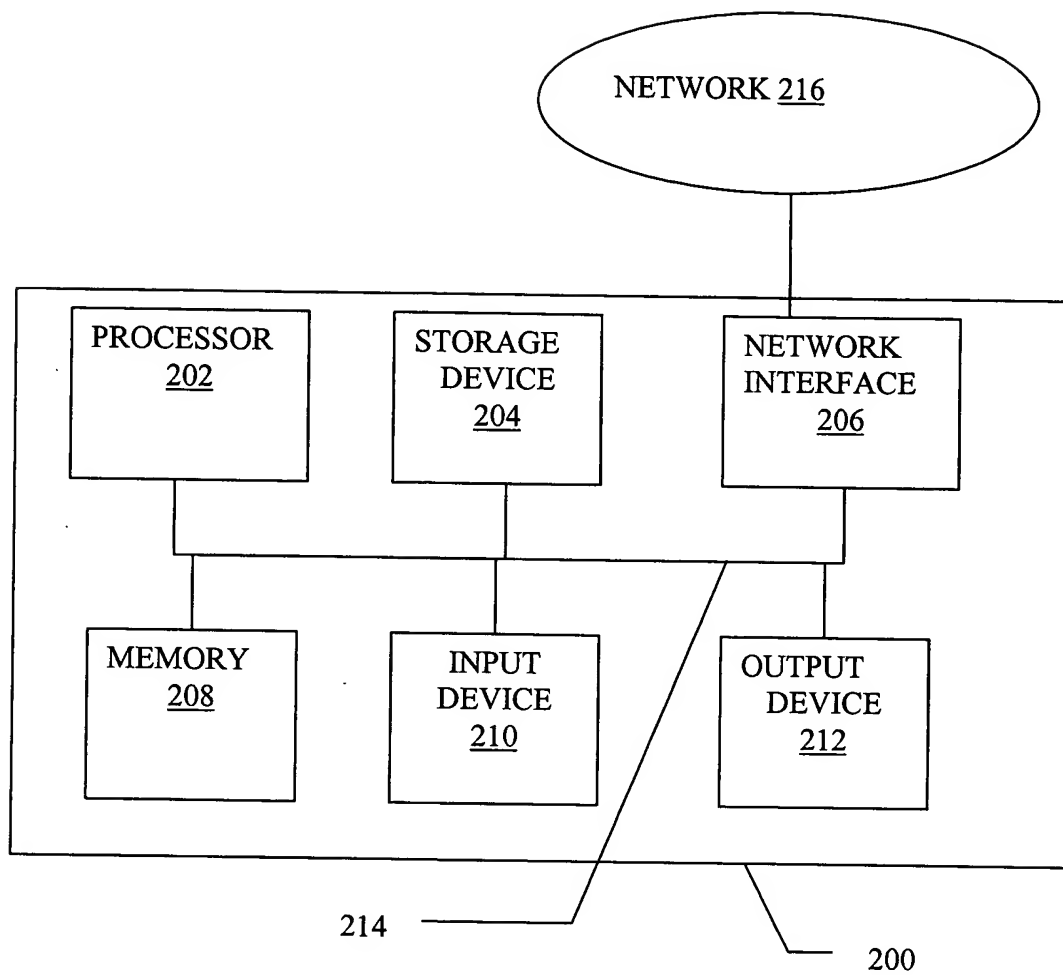 NETWORK 216
PROCESSOR
202
STORAGE
DEVICE
204
NETWORK
INTERFACE
206
MEMORY
208
INPUT
DEVICE
210
OUTPUT
DEVICE
212
214
200